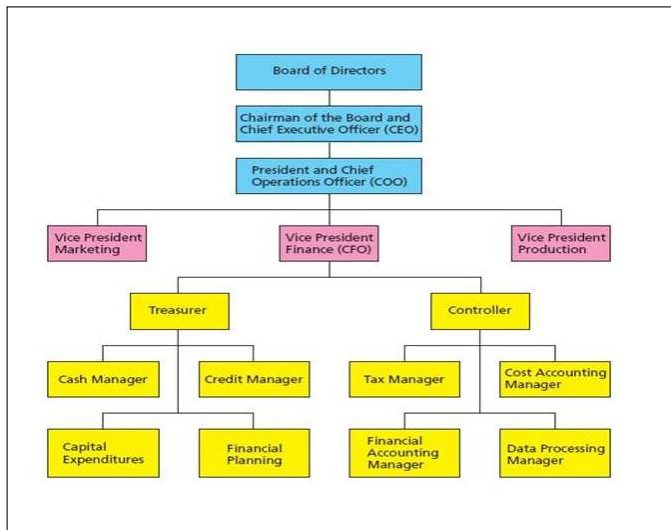 Board of Directors
Chairman of the Board and
Chief Executive Officer (CEO)
President and Chief
Operations Officer (COO)
Vice President
Marketing
Vice President
Finance (CFO)
Vice President
Production
Treasurer
Controller
Cash Manager
Credit Manager
Tax Manager
Cost Accounting
Manager
Capital
Expenditures
Financial
Planning
Financial
Accounting
Manager
Data Processing
Manager